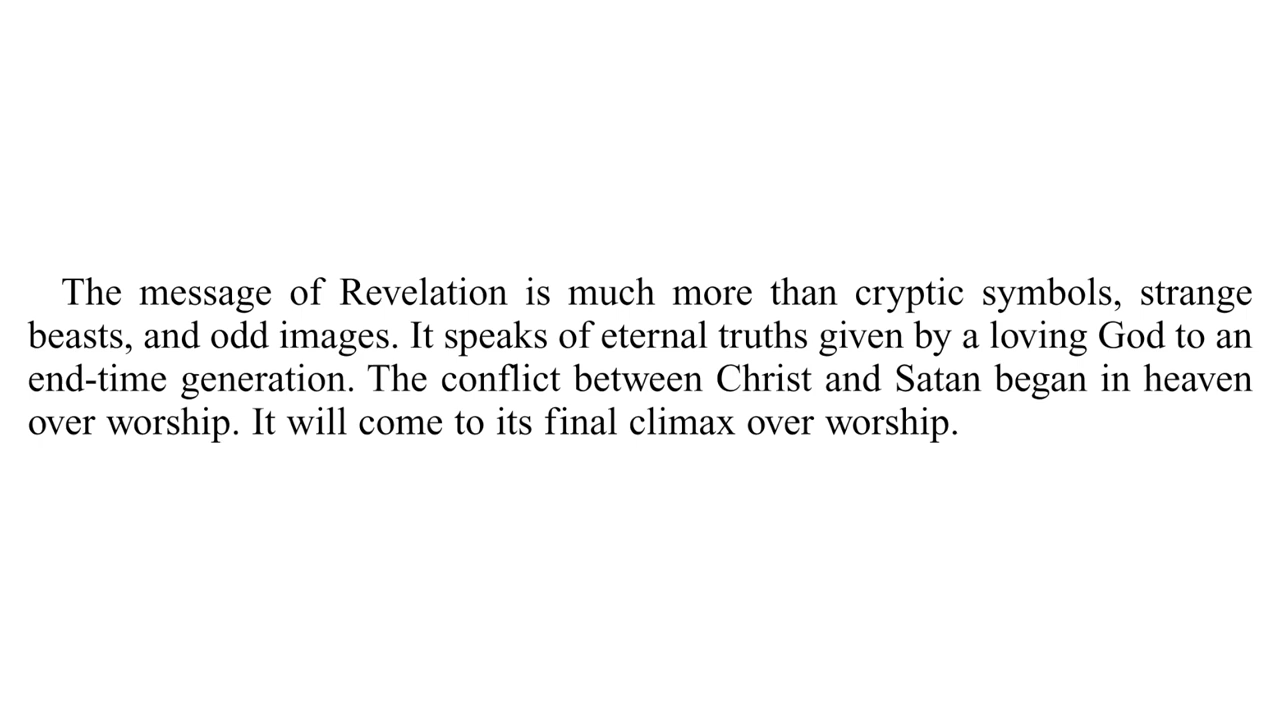 The message of Revelation is much more than cryptic symbols, strange
beasts, and odd images. It speaks of eternal truths given by a loving God to an
end-time generation. The conflict between Christ and Satan began in heaven
over worship. It will come to its final climax over worship.